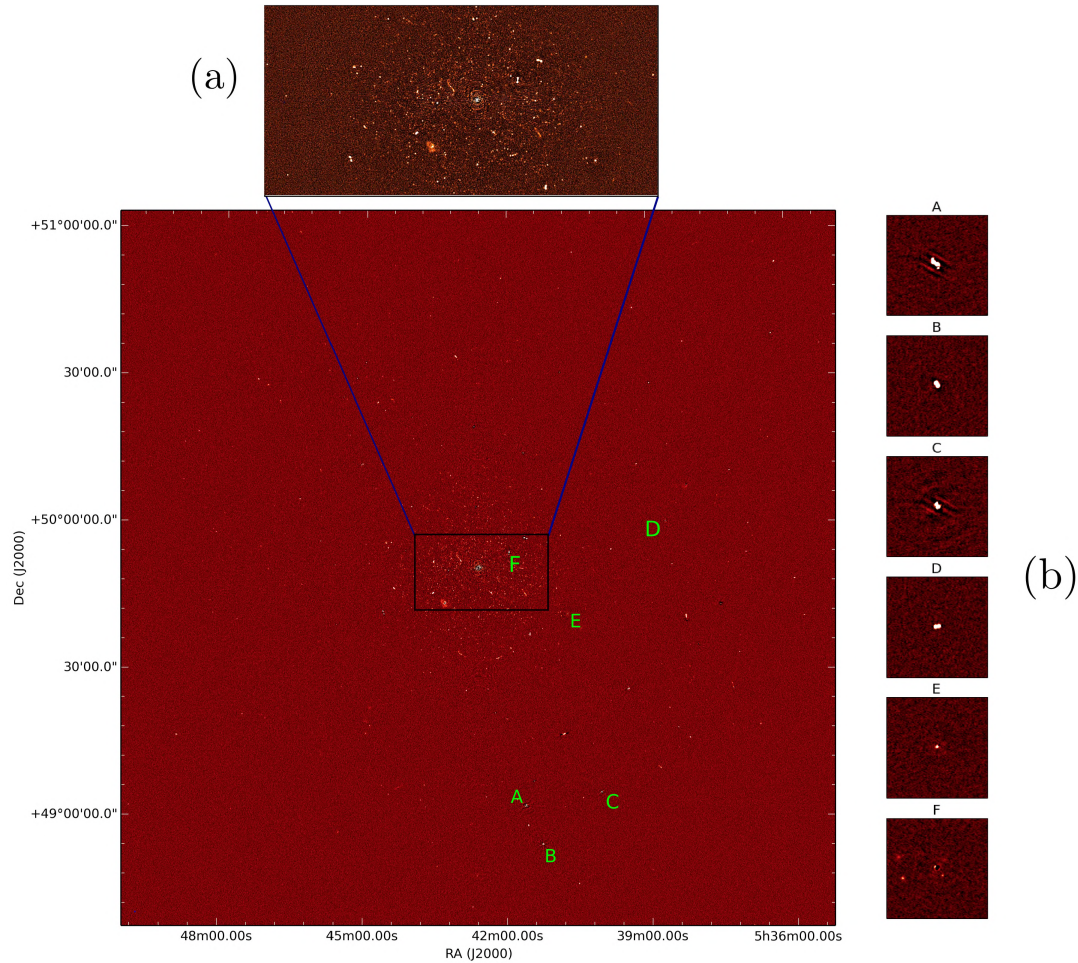 (a)
+51°00'00.0"
30'00.0"
+50°00'00.0"
30'00.0"
+49°00'00.0"
Dec (J2000)
48m00.00s
45m00.00s
42m00.00s
39m00.00s
5h36m00.00s
RA (J2000)
D
F
E
A
C
B
A
B
C
D
E
F
(b)